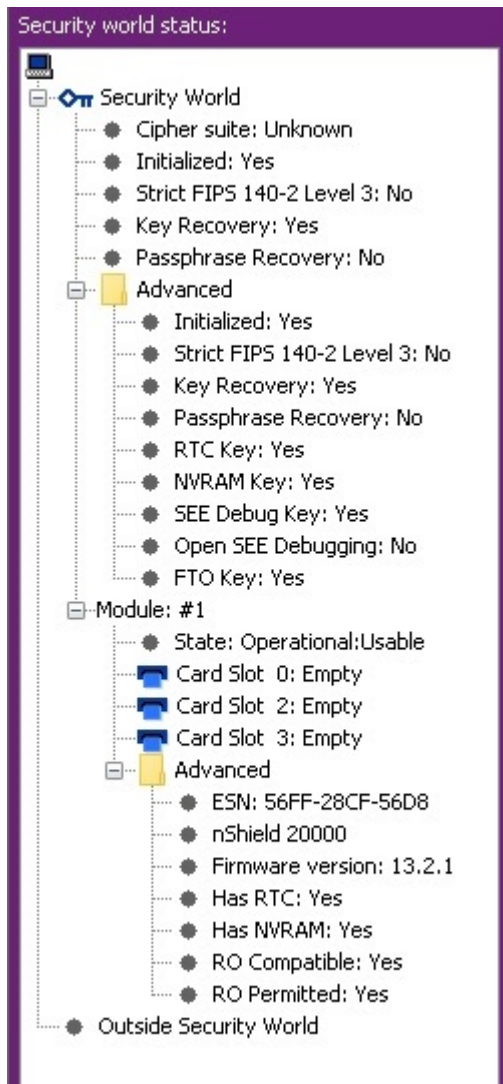 Security world status:
Security World
Cipher suite: Unknown
Initialized: Yes
Strict FIPS 140-2 Level 3: No
Key Recovery: Yes
Passphrase Recovery: No
Advanced
Initialized: Yes
Strict FIPS 140-2 Level 3: No
Key Recovery: Yes
Passphrase Recovery: No
RTC Key: Yes
NVRAM Key: Yes
SEE Debug Key: Yes
Open SEE Debugging: No
FTO Key: Yes
Module: #1
State: Operational:Usable
Card Slot 0: Empty
Card Slot 2: Empty
Card Slot 3: Empty
Advanced
ESN: 56FF-28CF-56D8
nShield 20000
Firmware version: 13.2.1
Has RTC: Yes
Has NVRAM: Yes
RO Compatible: Yes
RO Permitted: Yes
Outside Security World